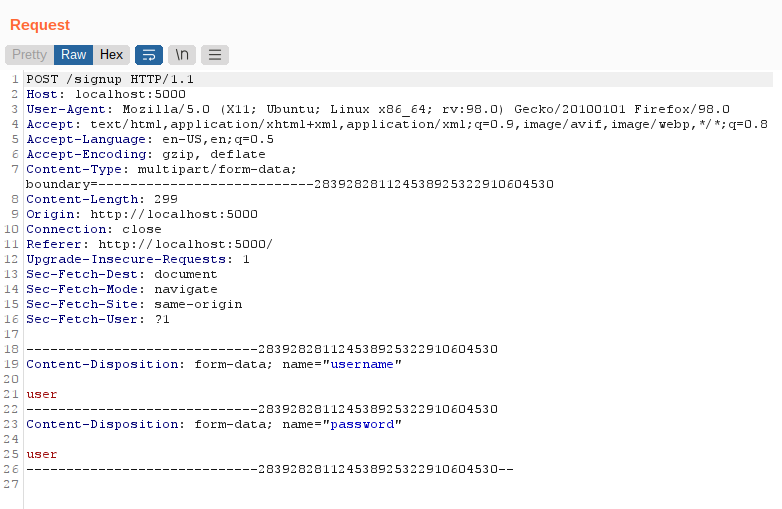 Request
Pretty Raw Hex \n
1 POST /signup HTTP/1.1
2 Host: localhost:5000
3 User-Agent: Mozilla/5.0 (X11; Ubuntu; Linux x86_64; rv:98.0) Gecko/20100101 Firefox/98.0
4 Accept: text/html,application/xhtml+xml,application/xml;q=0.9,image/avif,image/webp,*/*;q=0.8
5 Accept-Language: en-US,en;q=0.5
6 Accept-Encoding: gzip, deflate
7 Content-Type: multipart/form-data;
boundary=---------------------------283928281124538925322910604530
8 Content-Length: 299
9 Origin: http://localhost:5000
10 Connection: close
11 Referer: http://localhost:5000/
12 Upgrade-Insecure-Requests: 1
13 Sec-Fetch-Dest: document
14 Sec-Fetch-Mode: navigate
15 Sec-Fetch-Site: same-origin
16 Sec-Fetch-User: ?1
17
18 -----------------------------283928281124538925322910604530
19 Content-Disposition: form-data; name="username"
20
21 user
22 -----------------------------283928281124538925322910604530
23 Content-Disposition: form-data; name="password"
24
25 user
26 -----------------------------283928281124538925322910604530--
27